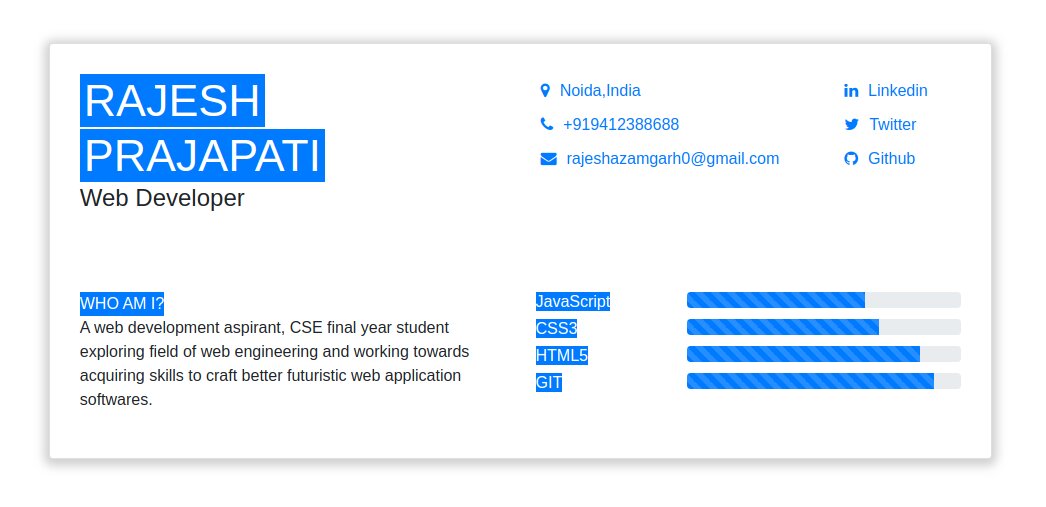 RAJESH
PRAJAPATI
Web Developer
Noida,India
+919412388688
rajeshazamgarh0@gmail.com
Linkedin
Twitter
Github
WHO AM I?
A web development aspirant, CSE final year student
exploring field of web engineering and working towards
acquiring skills to craft better futuristic web application
softwares.
JavaScript
CSS3
HTML5
GIT